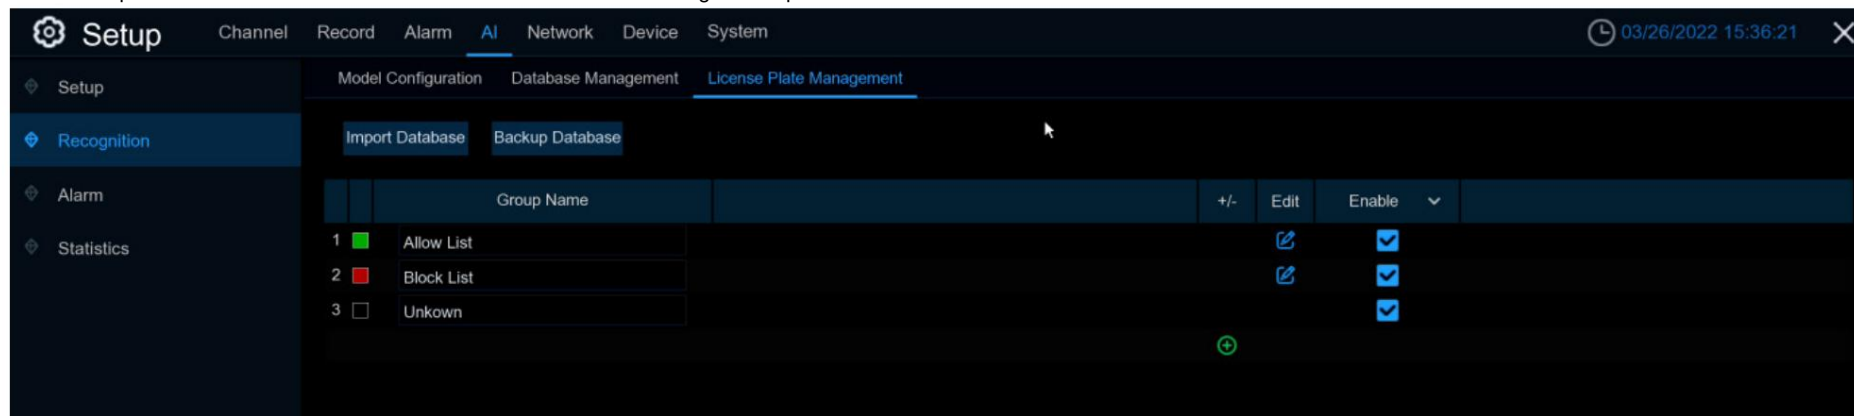 Setup Channel Record Alarm AI Network Device System 03/26/2022 15:36:21
Setup
Recognition
Alarm
Statistics
Model Configuration Database Management License Plate Management
Import Database Backup Database
Group Name +/- Edit Enable
1 Allow List
2 Block List
3 Unkown